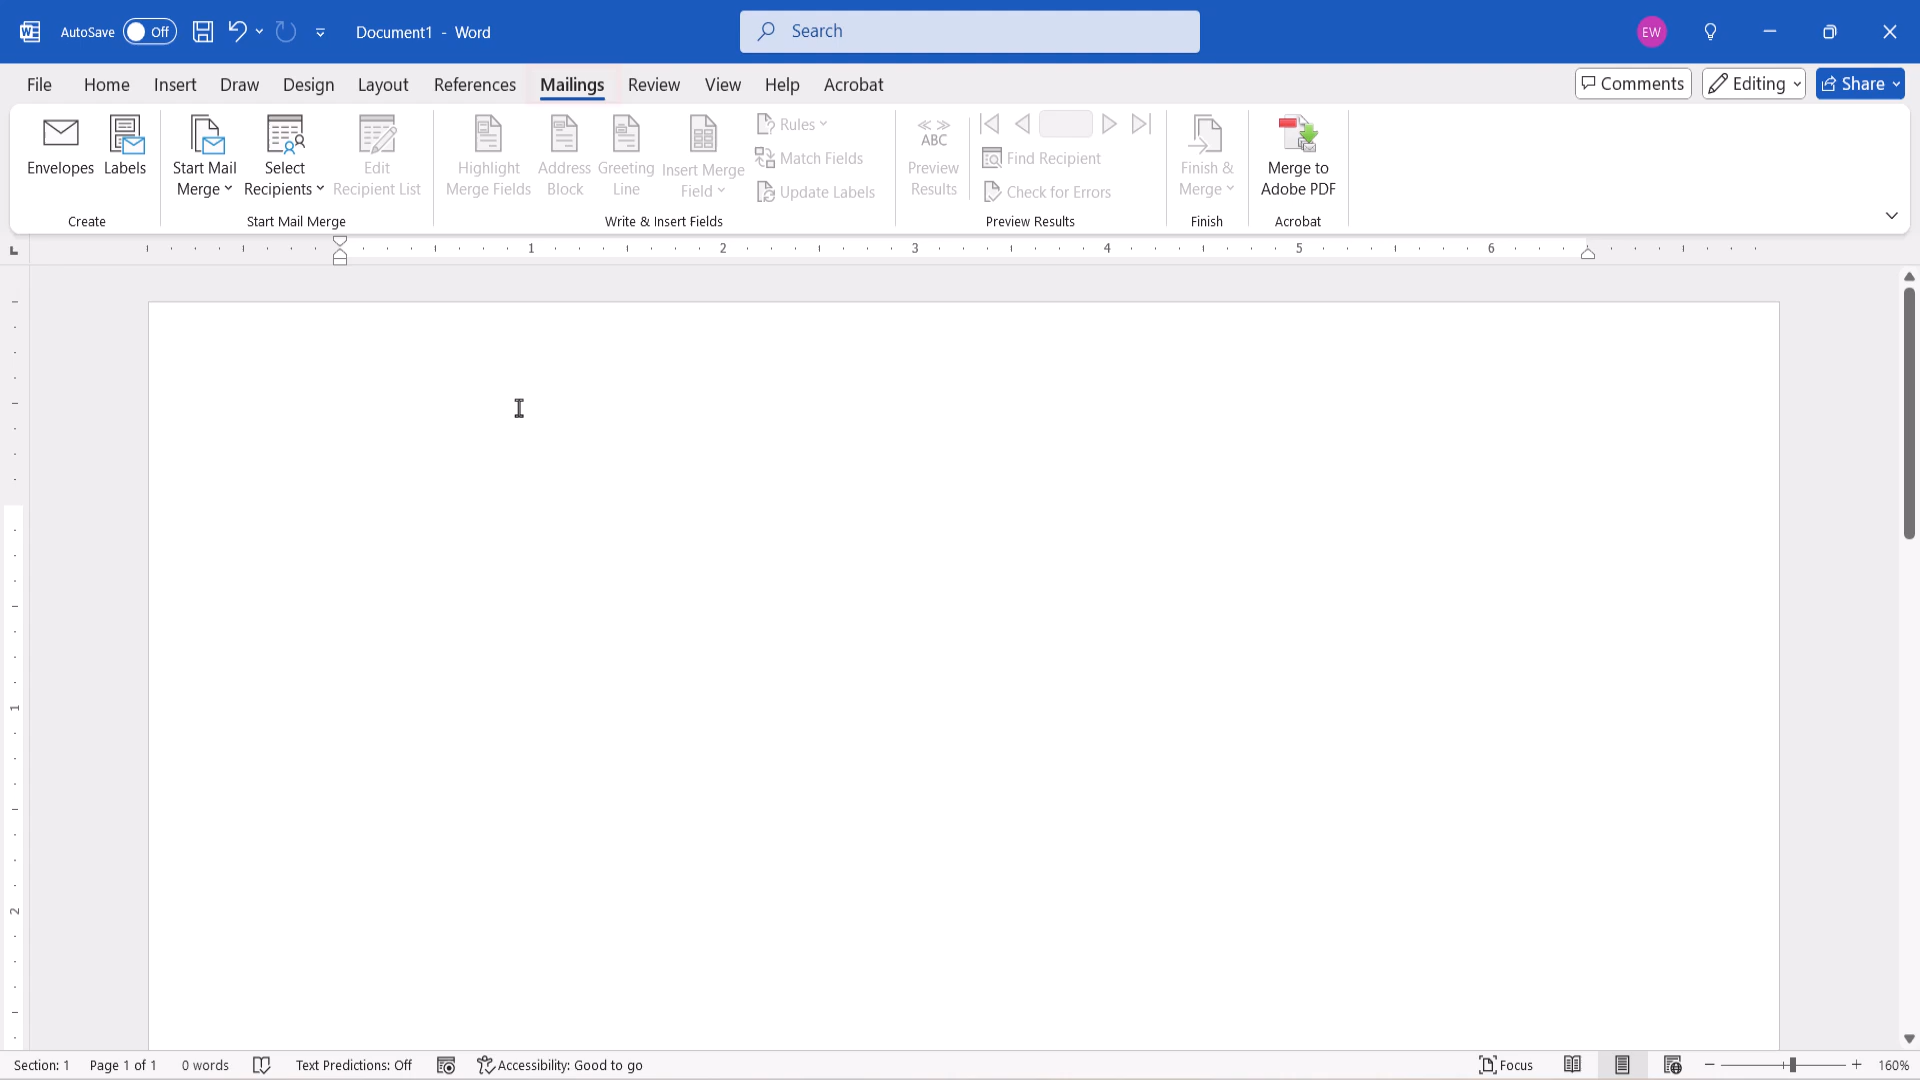 AutoSave Off Document1 - Word Search EW
File Home Insert Draw Design Layout References Mailings Review View Help Acrobat Comments Editing Share
Envelopes Labels
Start Mail Merge Select Recipients Edit Recipient List
Highlight Merge Fields Address Block Greeting Line Insert Merge Field
Rules
Match Fields
Update Labels
ABC
Preview Results
Find Recipient
Check for Errors
Finish & Merge
Merge to Adobe PDF
Create Start Mail Merge Write & Insert Fields Preview Results Finish Acrobat
1 2 3 4 5 6
1
2
Section: 1 Page 1 of 1 0 words Text Predictions: Off Accessibility: Good to go Focus 160%